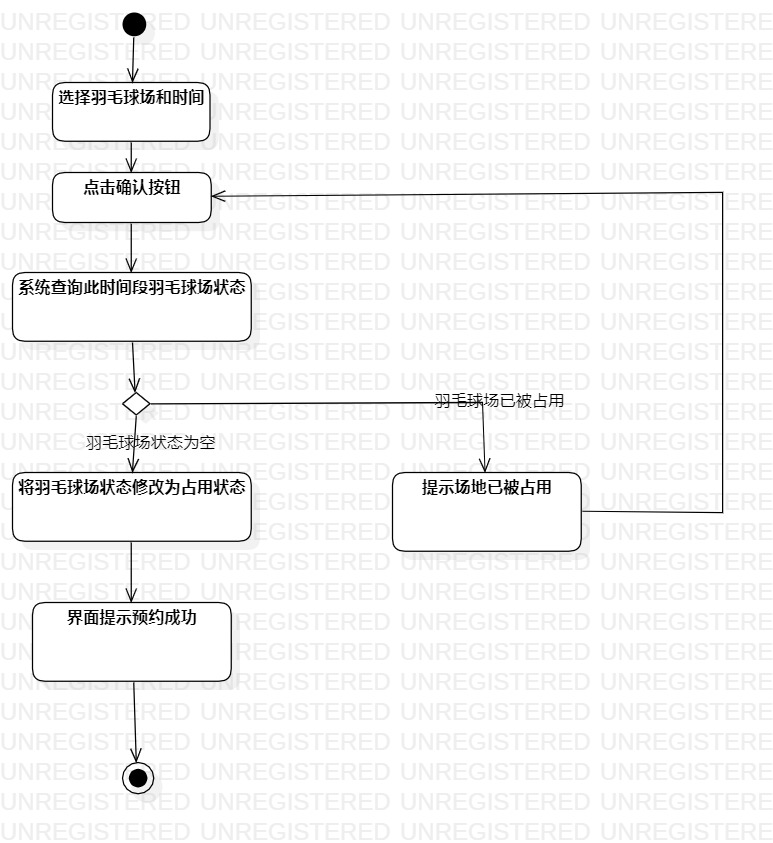 选择羽毛球场和时间
点击确认按钮
系统查询此时间段羽毛球场状态
羽毛球场已被占用
羽毛球场状态为空
将羽毛球场状态修改为占用状态
提示场地已被占用
界面提示预约成功
UNREGISTERED UNREGISTERED UNREGISTERED UNREGISTERE